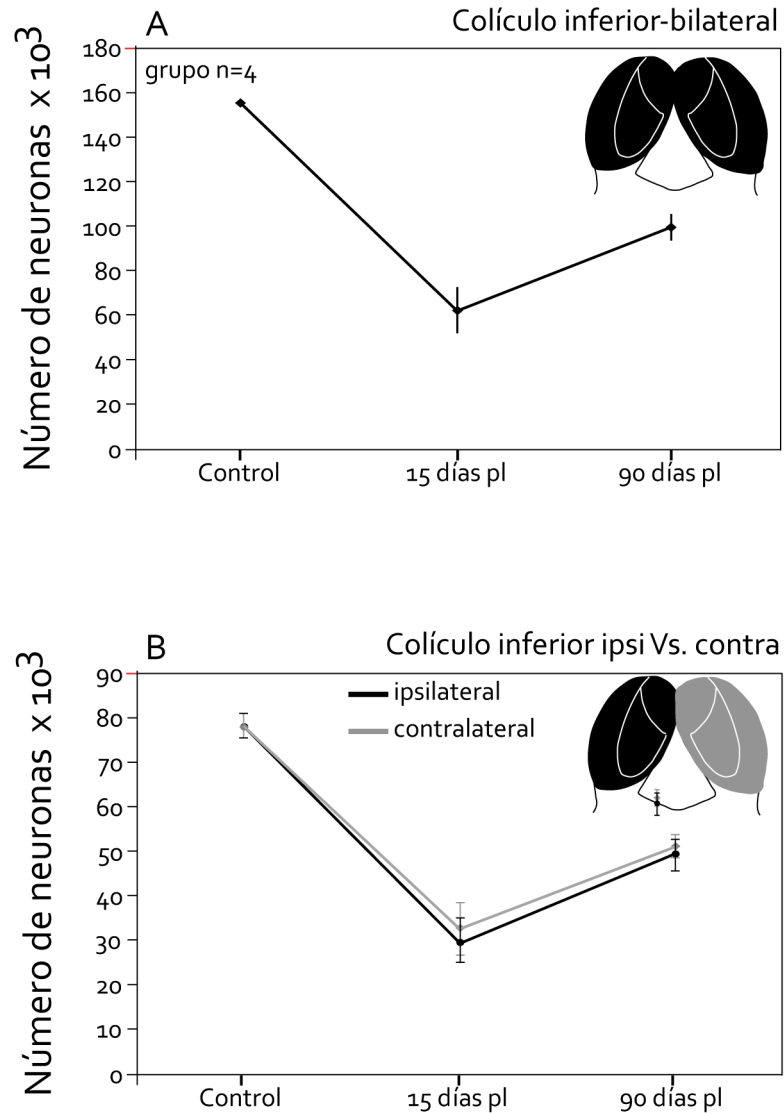 A
Colículo inferior-bilateral
Número de neuronas x 10³
grupo n=4
180
160
140
120
100
80
60
40
20
0
Control
15 días pl
90 días pl
B
Colículo inferior ipsi Vs. contra
Número de neuronas x 10³
ipsilateral
contralateral
90
80
70
60
50
40
30
20
10
0
Control
15 días pl
90 días pl